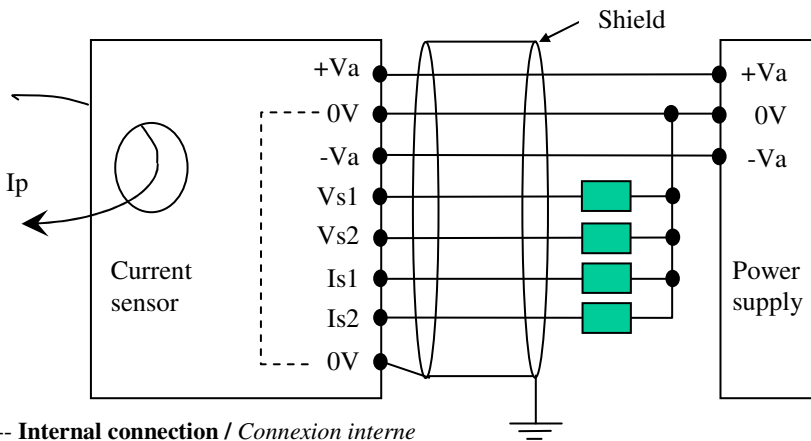 Shield
+Va
0V
-Va
Vs1
Vs2
Is1
Is2
0V
Ip
Current
sensor
+Va
0V
-Va
Power
supply
-- Internal connection / Connexion interne